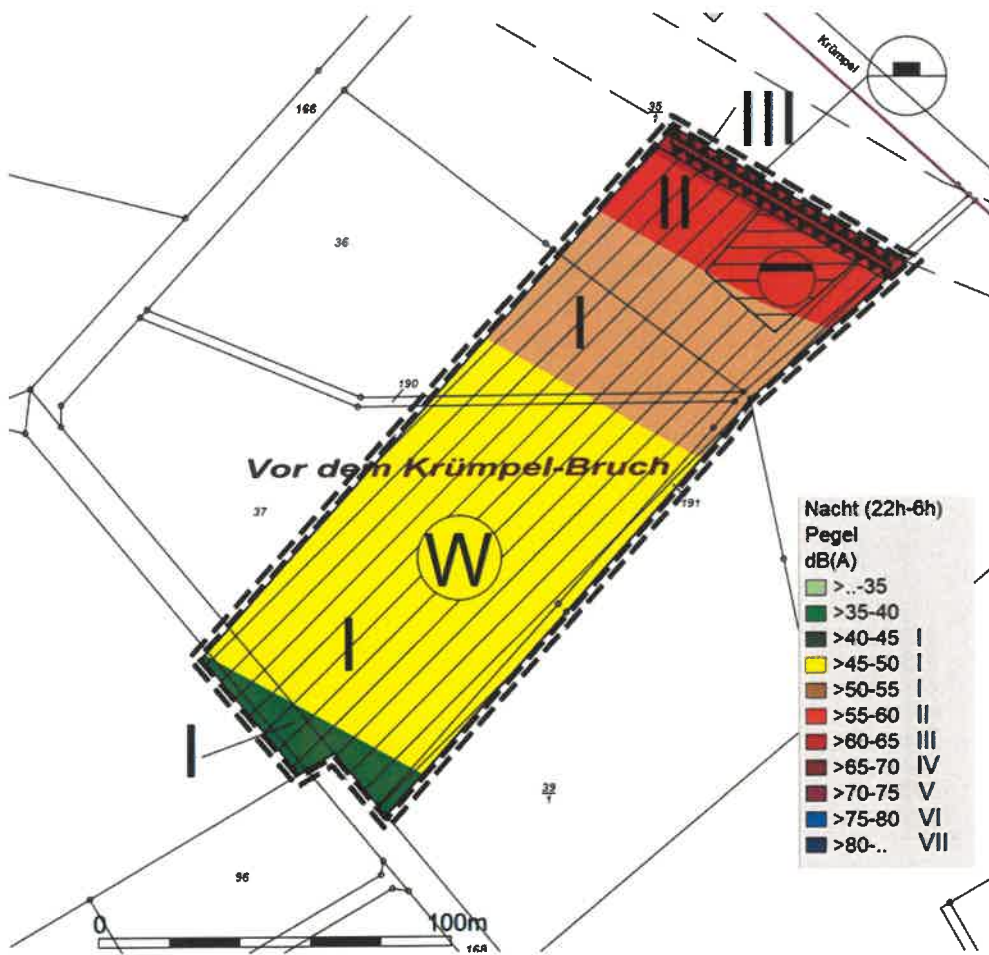 Krümpel
166
35
1
III
II
36
I
190
Vor dem Krümpel-Bruch
37
191
W
I
I
39
1
96
0 100m
168
Nacht (22h-6h)
Pegel
dB(A)
>..-35
>35-40
>40-45 I
>45-50 I
>50-55 I
>55-60 II
>60-65 III
>65-70 IV
>70-75 V
>75-80 VI
>80-.. VII